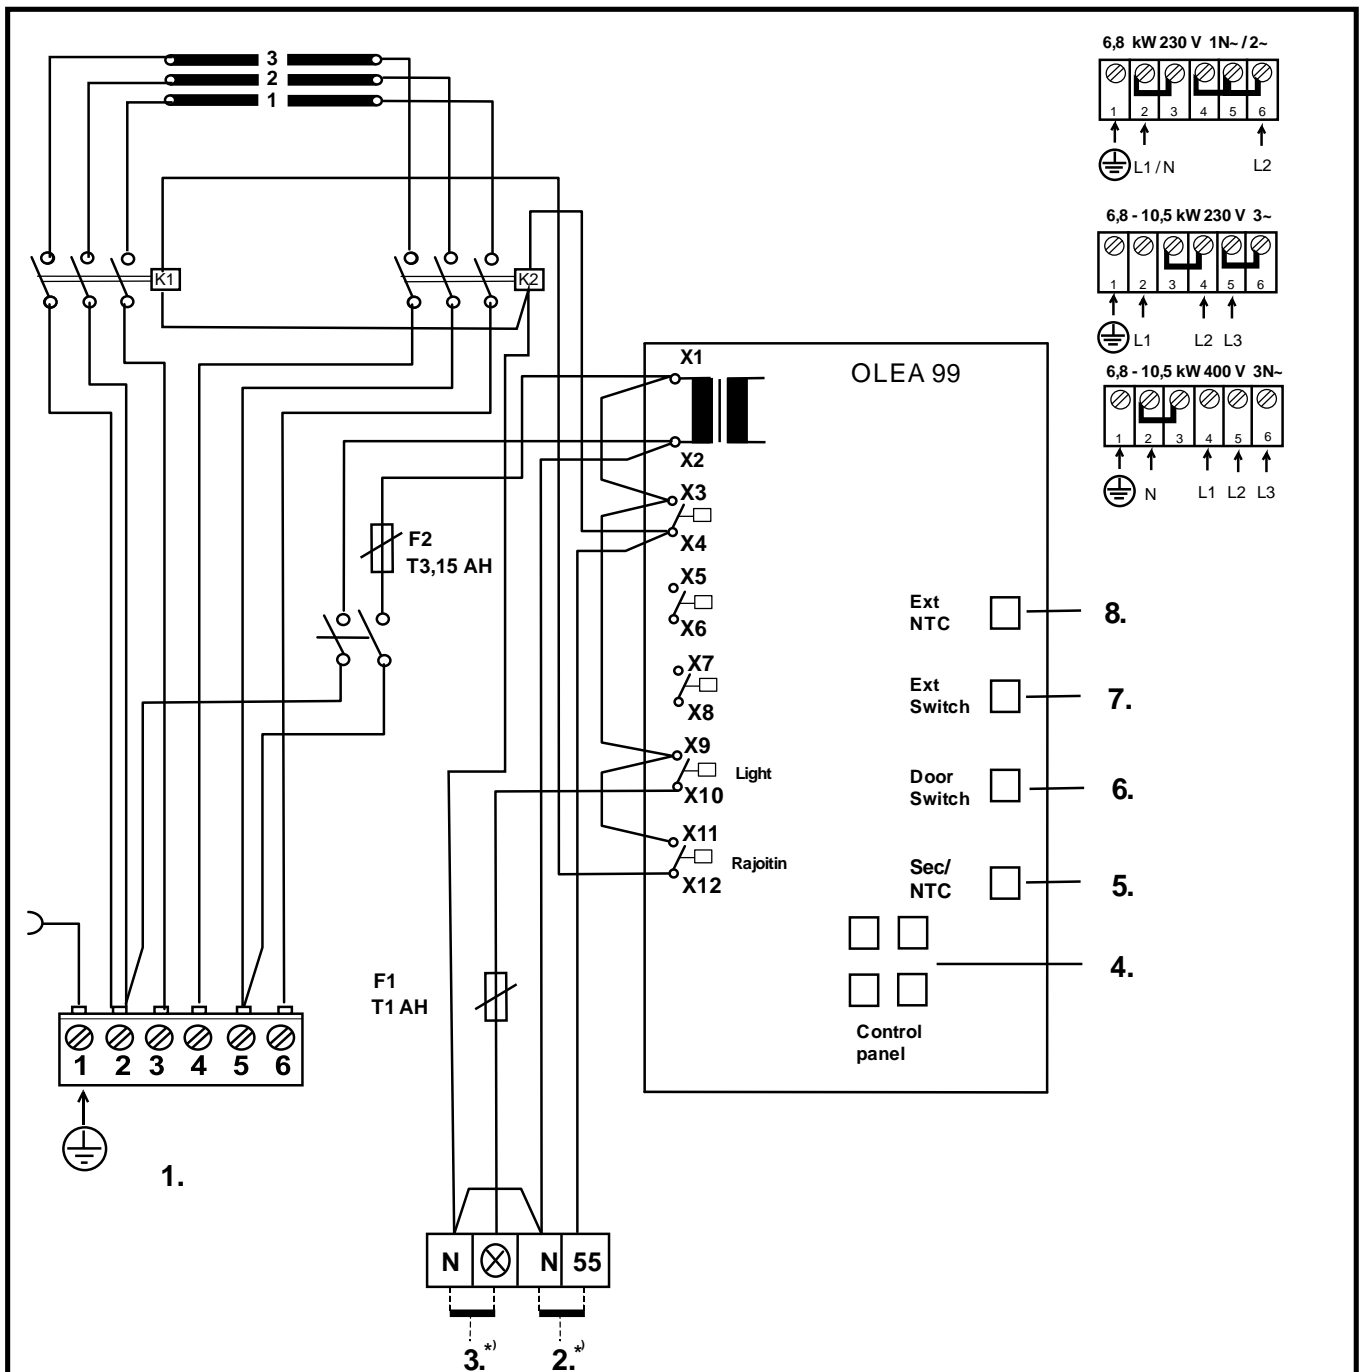 3
2
1
6,8 kW 230 V 1N~ / 2~
1 2 3 4 5 6
L1 / N L2
6,8 - 10,5 kW 230 V 3~
1 2 3 4 5 6
L1 L2 L3
6,8 - 10,5 kW 400 V 3N~
1 2 3 4 5 6
N L1 L2 L3
K1
K2
OLEA 99
X1
X2
X3
X4
X5
X6
X7
X8
X9
Light
X10
X11
Rajoitin
X12
F2
T3,15 AH
Ext
NTC
8.
Ext
Switch
7.
Door
Switch
6.
Sec/
NTC
5.
4.
Control
panel
F1
T1 AH
1 2 3 4 5 6
1.
N N 55
3.*) 2.*)